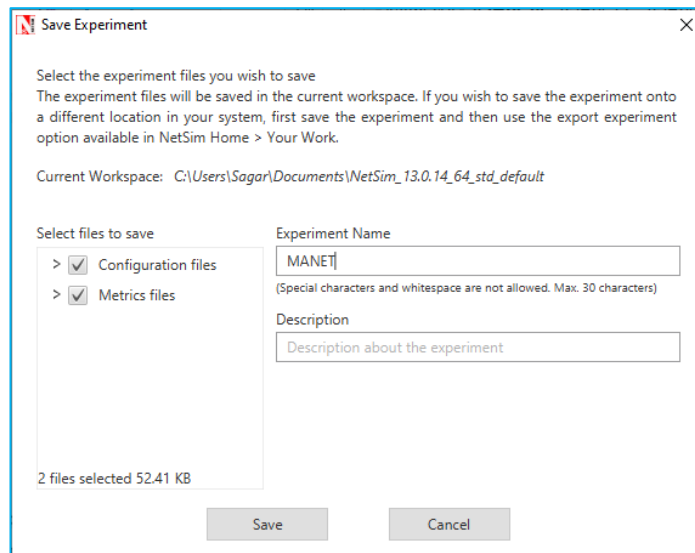 Save Experiment
Select the experiment files you wish to save
The experiment files will be saved in the current workspace. If you wish to save the experiment onto
a different location in your system, first save the experiment and then use the export experiment
option available in NetSim Home > Your Work.
Current Workspace: C:\Users\Sagar\Documents\NetSim_13.0.14_64_std_default
Select files to save
Configuration files
Metrics files
2 files selected 52.41 KB
Experiment Name
MANET
(Special characters and whitespace are not allowed. Max. 30 characters)
Description
Description about the experiment
Save
Cancel